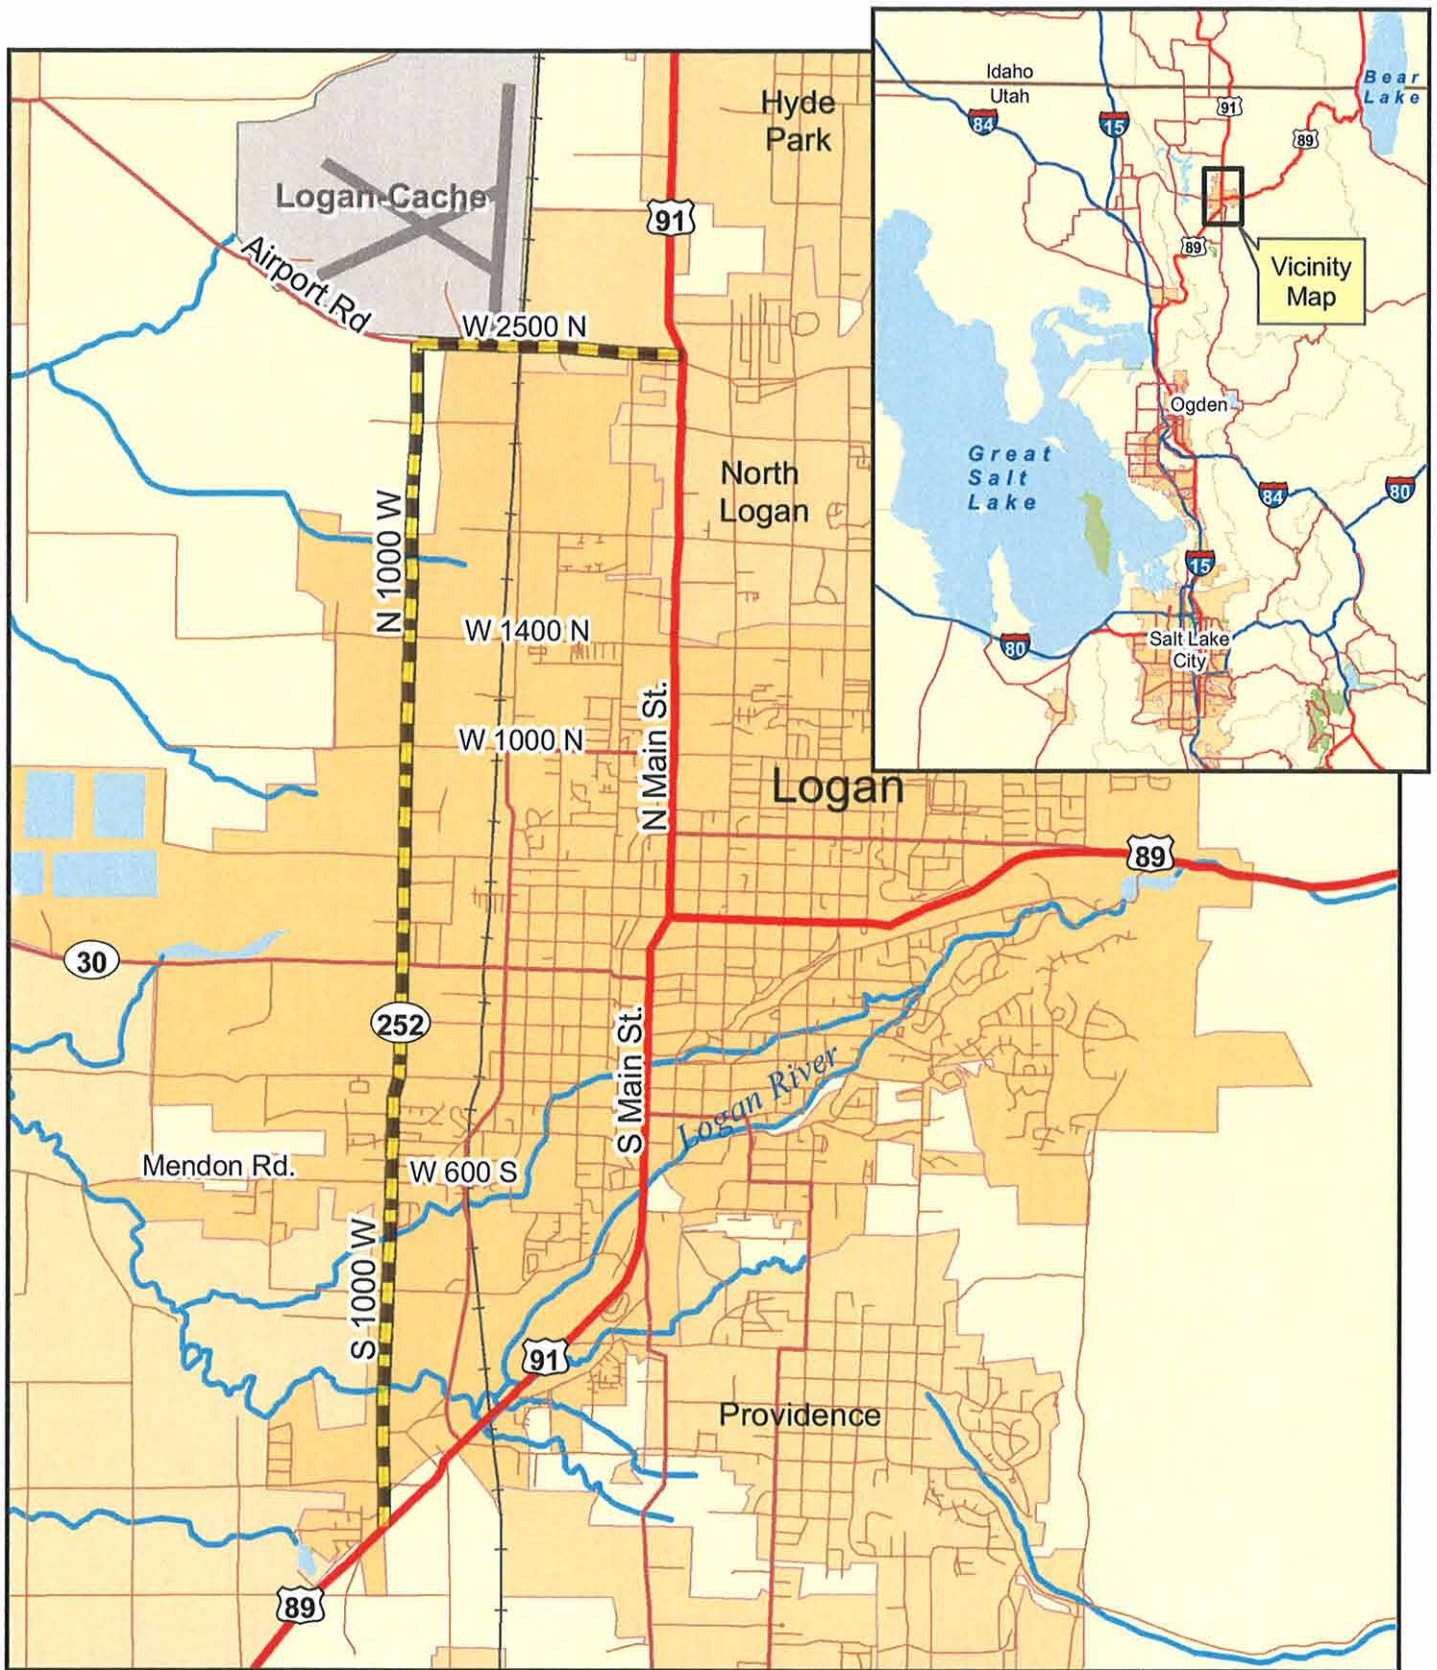 Hyde
Park
Logan-Cache
91
Airport Rd
W 2500 N
North
Logan
N 1000 W
W 1400 N
N Main St.
W 1000 N
Logan
89
30
252
S Main St.
Logan River
Mendon Rd.
W 600 S
S 1000 W
91
Providence
89
Idaho
Utah
Bear
Lake
84
15
91
89
89
Vicinity
Map
Ogden
Great
Salt
Lake
84
80
15
80
Salt Lake
City